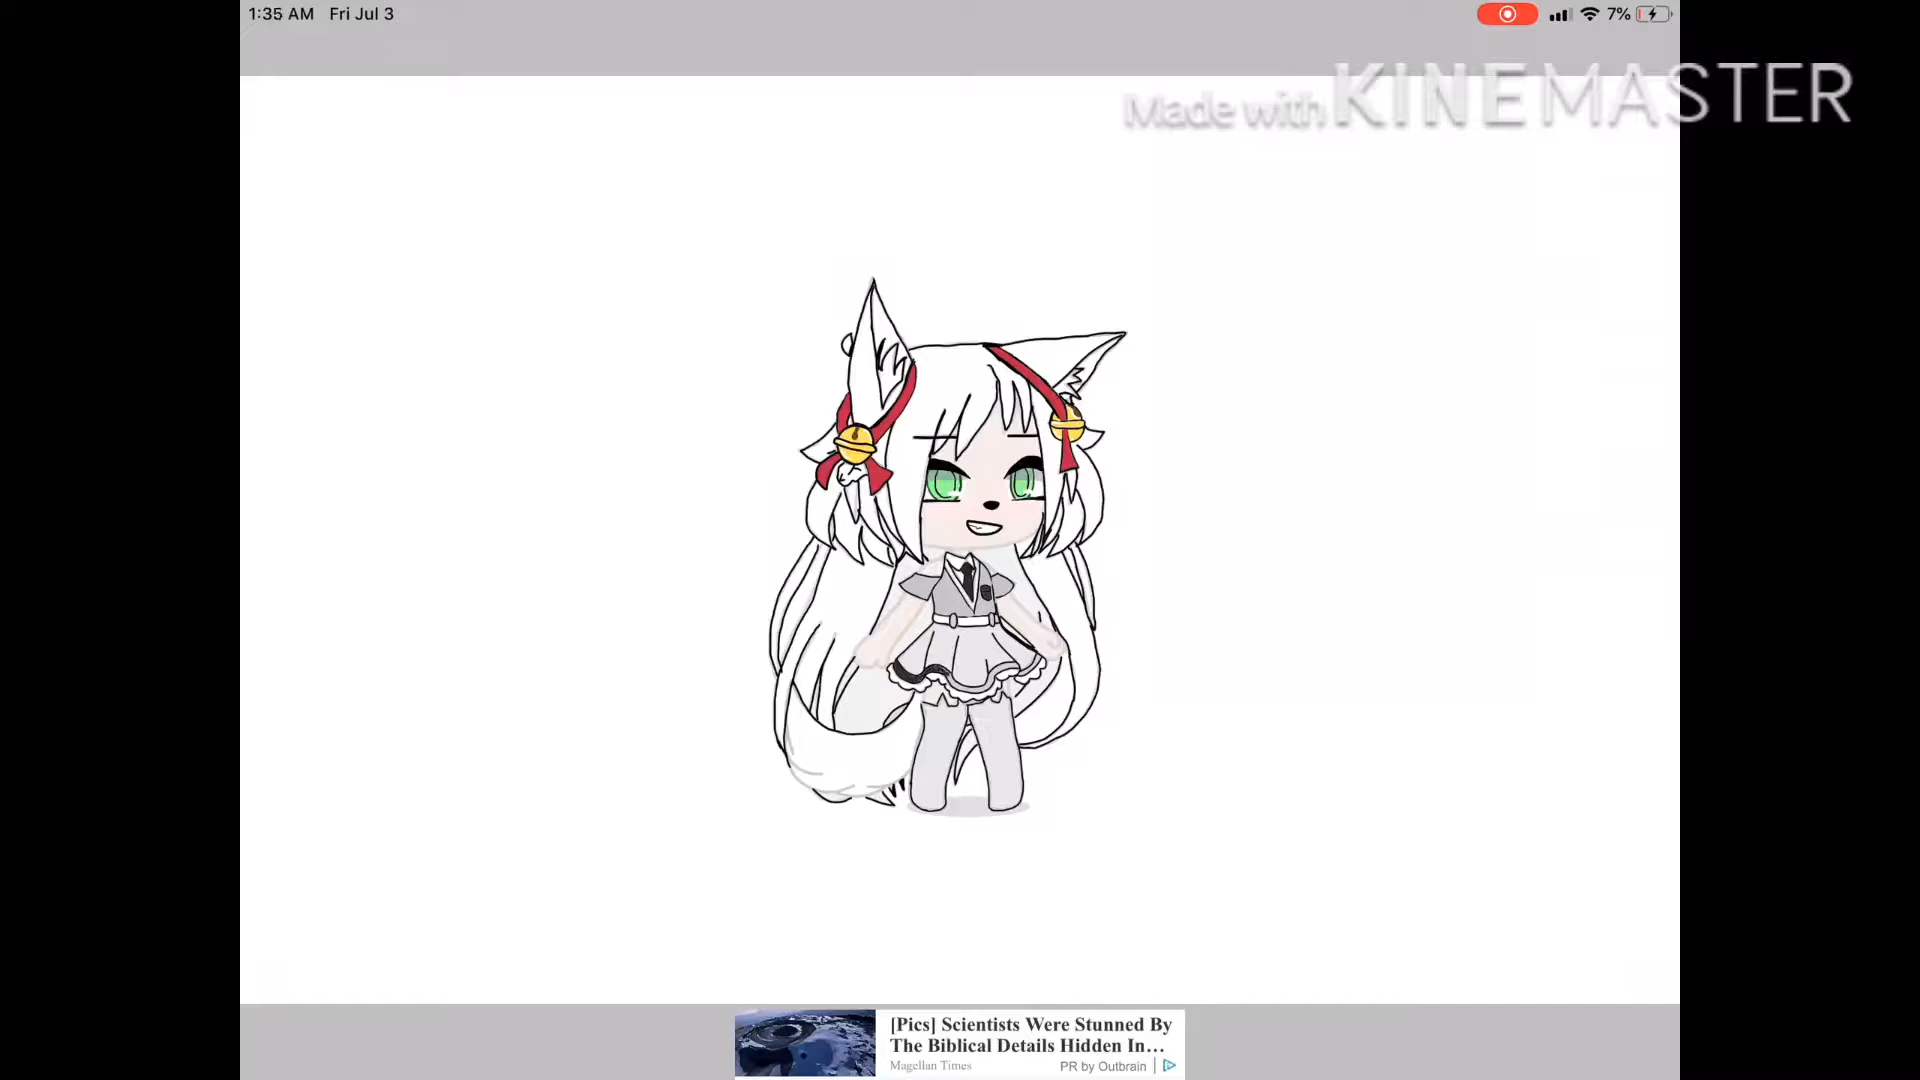 1:35 AM Fri Jul 3
7%
Made with KINEMASTER
[Pics] Scientists Were Stunned By
The Biblical Details Hidden In…
Magellan Times
PR by Outbrain